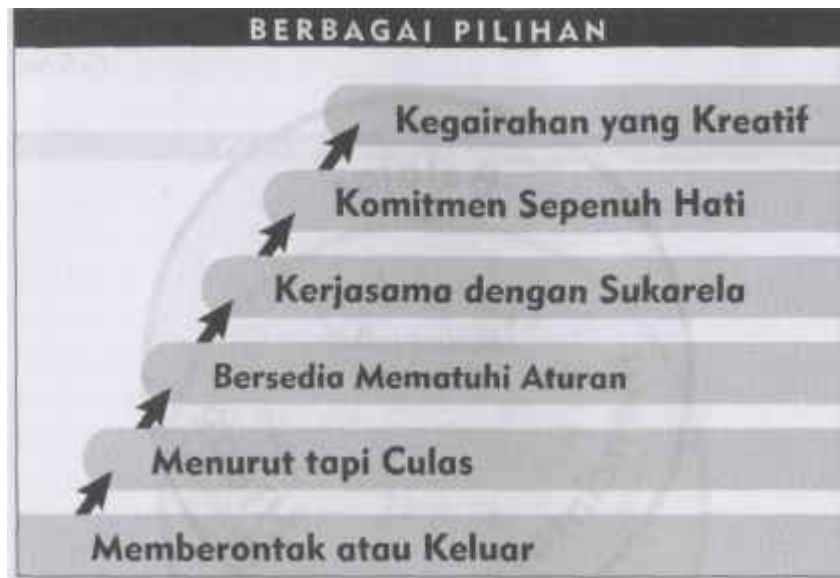 BERBAGAI PILIHAN
Kegairahan yang Kreatif
Komitmen Sepenuh Hati
Kerjasama dengan Sukarela
Bersedia Mematuhi Aturan
Menurut tapi Culas
Memberontak atau Keluar